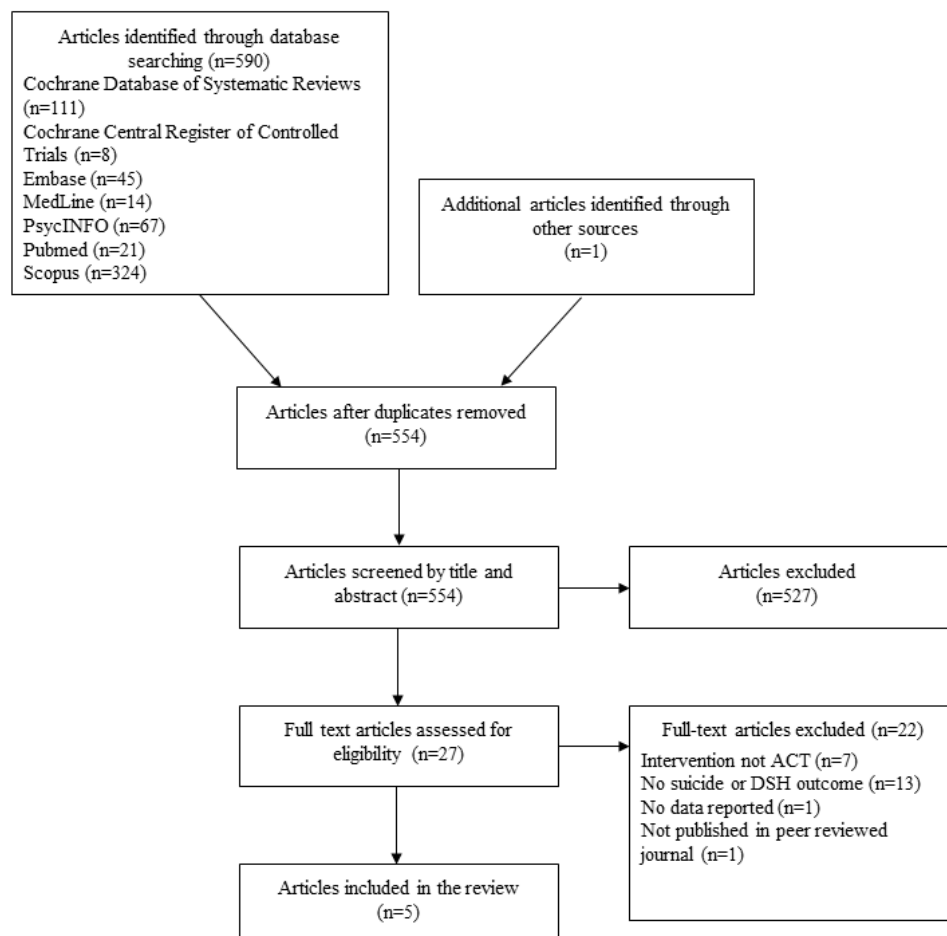 Articles identified through database
searching (n=590)
Cochrane Database of Systematic Reviews
(n=111)
Cochrane Central Register of Controlled
Trials (n=8)
Embase (n=45)
MedLine (n=14)
PsycINFO (n=67)
Pubmed (n=21)
Scopus (n=324)
Additional articles identified through
other sources
(n=1)
Articles after duplicates removed
(n=554)
Articles screened by title and
abstract (n=554)
Articles excluded
(n=527)
Full text articles assessed for
eligibility (n=27)
Full-text articles excluded (n=22)
Intervention not ACT (n=7)
No suicide or DSH outcome (n=13)
No data reported (n=1)
Not published in peer reviewed
journal (n=1)
Articles included in the review
(n=5)